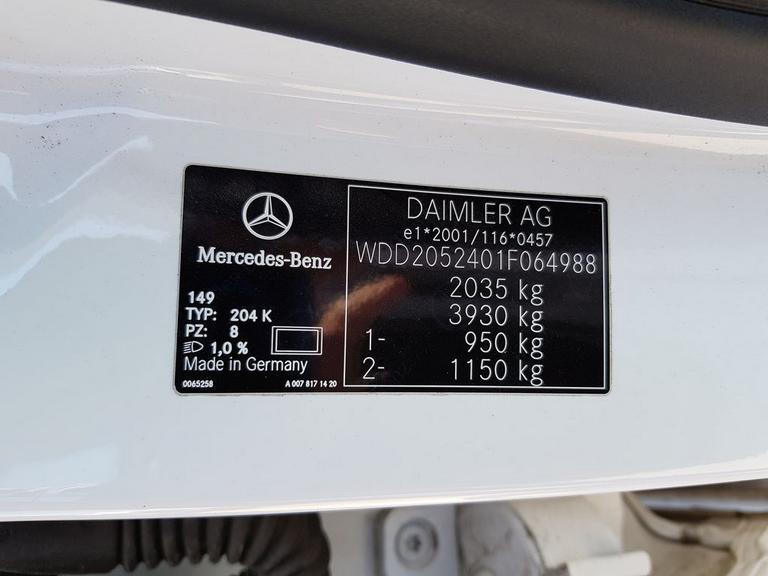 Mercedes-Benz
149
TYP: 204 K
PZ: 8
1,0 %
Made in Germany
0065258 A 007 817 14 20
DAIMLER AG
e1*2001/116*0457
WDD2052401F064988
2035 kg
3930 kg
1- 950 kg
2- 1150 kg